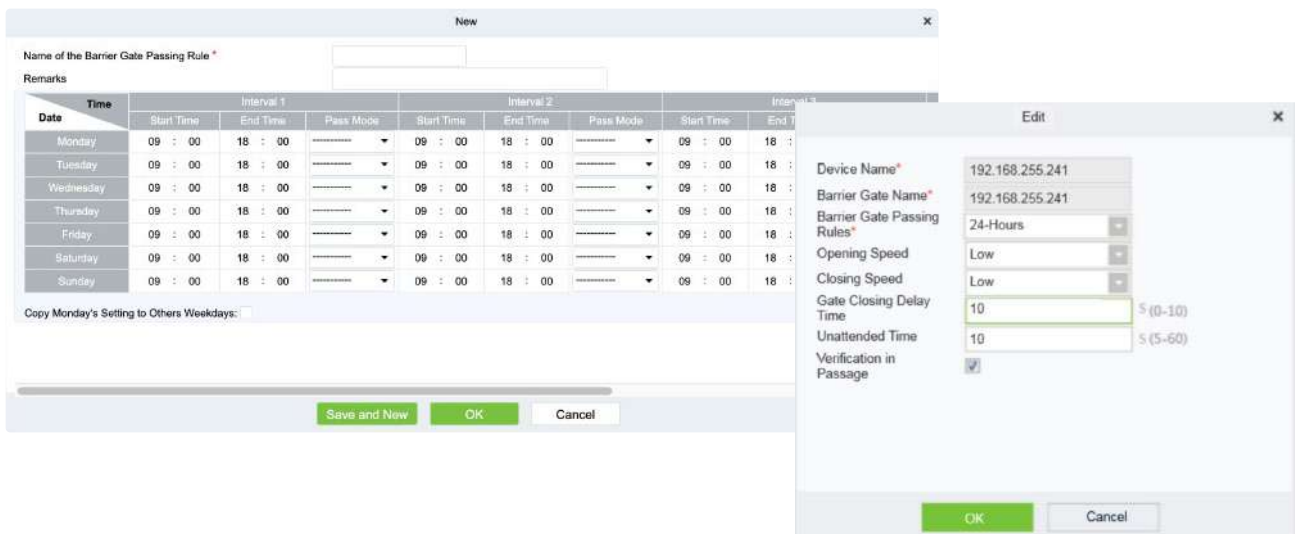 New ×
Name of the Barrier Gate Passing Rule *
Remarks
Time Interval 1 Interval 2 Interval 3
Date Start Time End Time Pass Mode Start Time End Time Pass Mode Start Time End T
Monday 09 : 00 18 : 00 ----------- 09 : 00 18 : 00 ----------- 09 : 00 18 :
Tuesday 09 : 00 18 : 00 ----------- 09 : 00 18 : 00 ----------- 09 : 00 18 :
Wednesday 09 : 00 18 : 00 ----------- 09 : 00 18 : 00 ----------- 09 : 00 18 :
Thursday 09 : 00 18 : 00 ----------- 09 : 00 18 : 00 ----------- 09 : 00 18 :
Friday 09 : 00 18 : 00 ----------- 09 : 00 18 : 00 ----------- 09 : 00 18 :
Saturday 09 : 00 18 : 00 ----------- 09 : 00 18 : 00 ----------- 09 : 00 18 :
Sunday 09 : 00 18 : 00 ----------- 09 : 00 18 : 00 ----------- 09 : 00 18 :
Copy Monday's Setting to Others Weekdays:
Save and New OK Cancel
Edit ×
Device Name* 192.168.255.241
Barrier Gate Name* 192.168.255.241
Barrier Gate Passing
Rules* 24-Hours
Opening Speed Low
Closing Speed Low
Gate Closing Delay
Time 10 S (0-10)
Unattended Time 10 S (5-60)
Verification in
Passage
OK Cancel